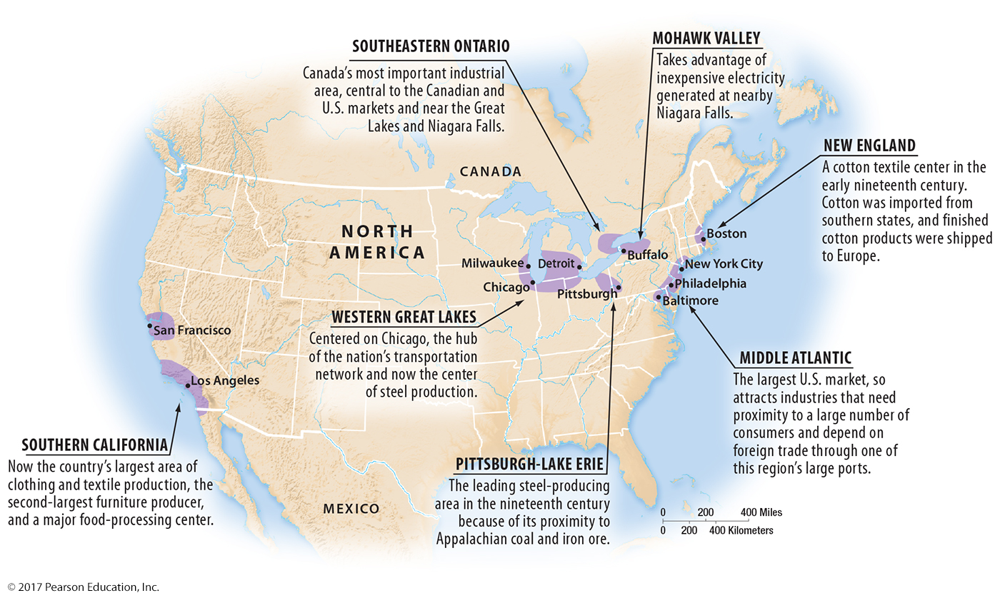 SOUTHEASTERN ONTARIO
Canada's most important industrial
area, central to the Canadian and
U.S. markets and near the Great
Lakes and Niagara Falls.
MOHAWK VALLEY
Takes advantage of
inexpensive electricity
generated at nearby
Niagara Falls.
NEW ENGLAND
A cotton textile center in the
early nineteenth century.
Cotton was imported from
southern states, and finished
cotton products were shipped
to Europe.
CANADA
NORTH
AMERICA
Boston
Buffalo
Milwaukee
Detroit
New York City
Chicago
Pittsburgh
Philadelphia
Baltimore
San Francisco
Los Angeles
WESTERN GREAT LAKES
Centered on Chicago, the hub
of the nation's transportation
network and now the center
of steel production.
MIDDLE ATLANTIC
The largest U.S. market, so
attracts industries that need
proximity to a large number of
consumers and depend on
foreign trade through one of
this region's large ports.
SOUTHERN CALIFORNIA
Now the country's largest area of
clothing and textile production, the
second-largest furniture producer,
and a major food-processing center.
PITTSBURGH-LAKE ERIE
The leading steel-producing
area in the nineteenth century
because of its proximity to
Appalachian coal and iron ore.
MEXICO
0 200 400 Miles
0 200 400 Kilometers
© 2017 Pearson Education, Inc.